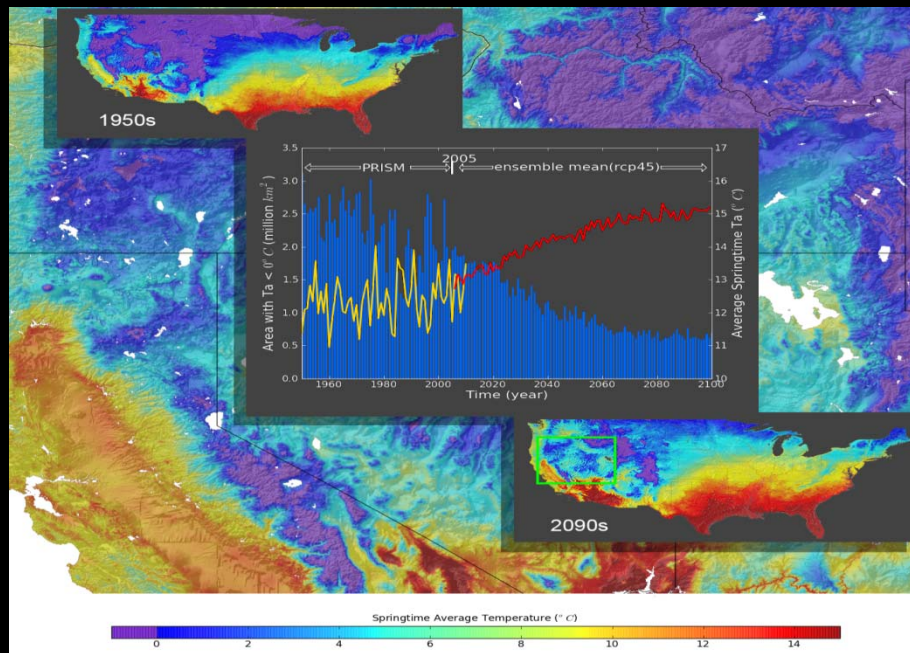 1950s
2005
PRISM
ensemble mean(rcp45)
Area with Ta < 0° C (million km²)
3.5
3.0
2.5
2.0
1.5
1.0
0.5
0.0
17
16
15
14
13
12
11
10
Average Springtime Ta (° C)
1960 1980 2000 2020 2040 2060 2080 2100
Time (year)
2090s
Springtime Average Temperature (° C)
0 2 4 6 8 10 12 14